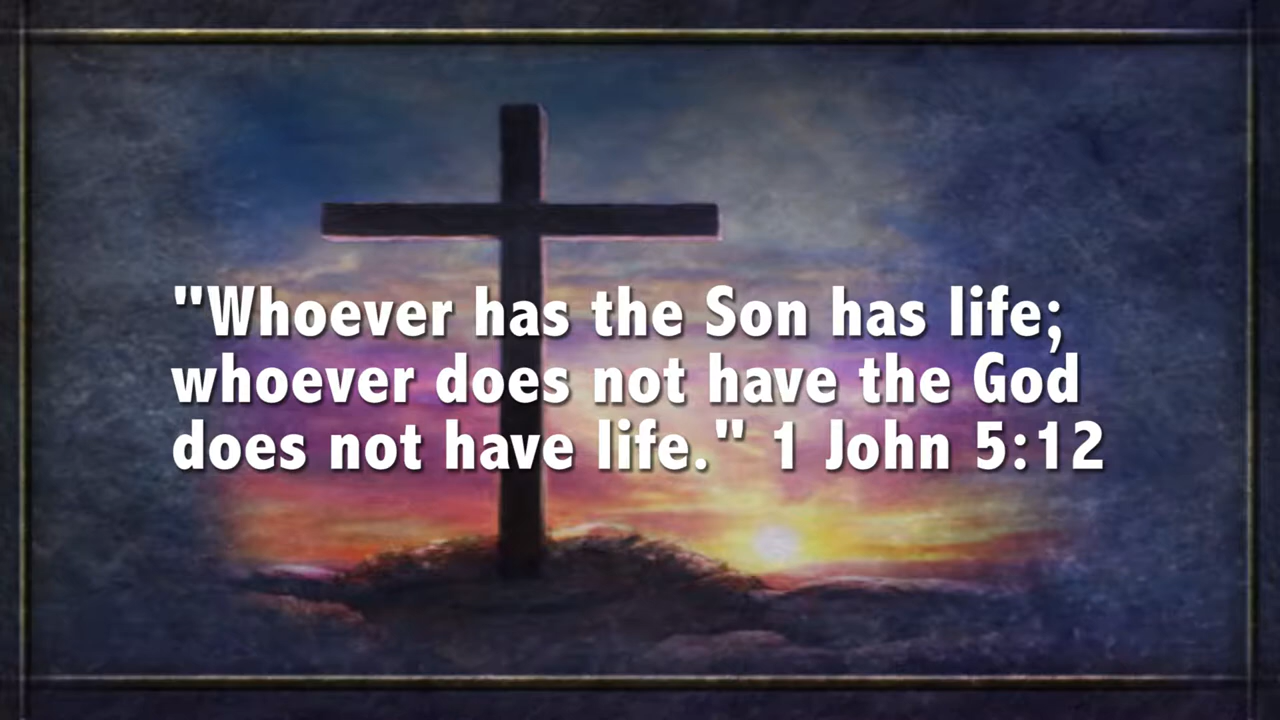 "Whoever has the Son has life;
whoever does not have the God
does not have life." 1 John 5:12